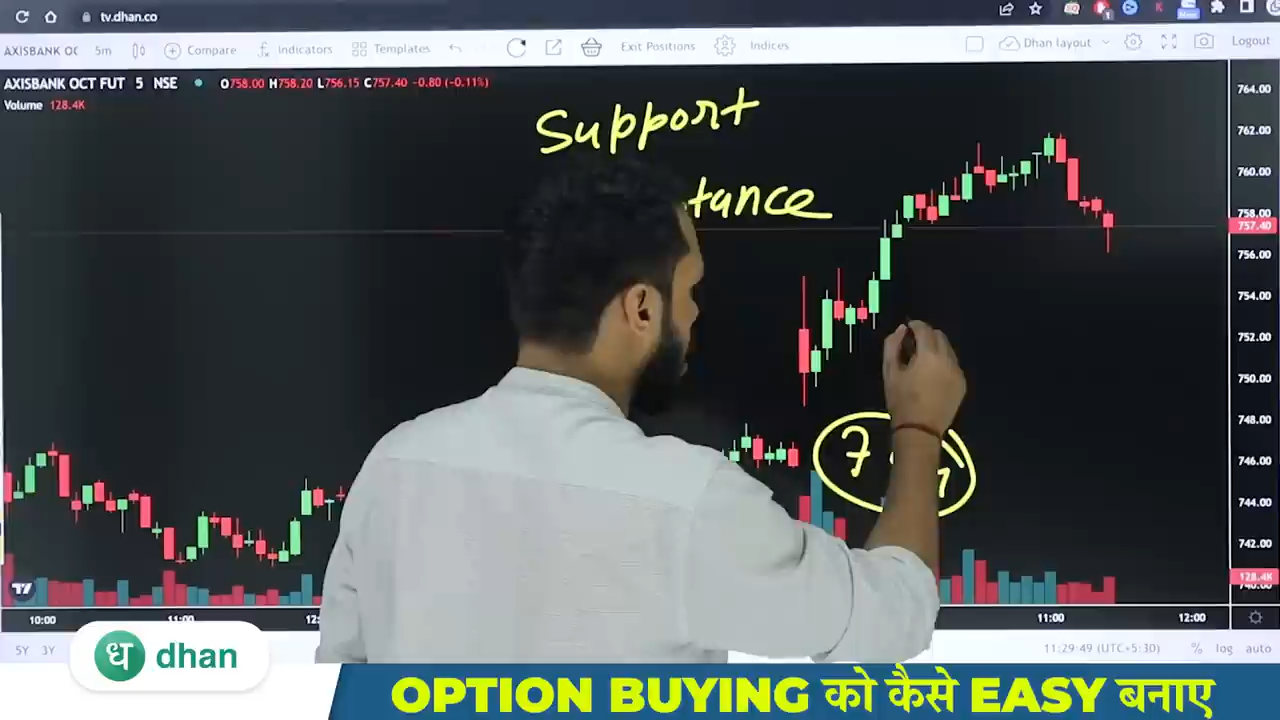 tv.dhan.co
AXISBANK OC 5m Compare Indicators Templates Exit Positions Indices Dhan layout Logout
AXISBANK OCT FUT 5 NSE O758.00 H758.20 L756.15 C757.40 -0.80 (-0.11%)
Volume 128.4K
Support
tance
7
764.00
762.00
760.00
758.00
757.40
756.00
754.00
752.00
750.00
748.00
746.00
744.00
742.00
128.4K
740.00
10:00 11:00 12: 11:00 12:00
5Y 3Y 11:29:49 (UTC+5:30) % log auto
ध dhan
OPTION BUYING को कैसे EASY बनाए